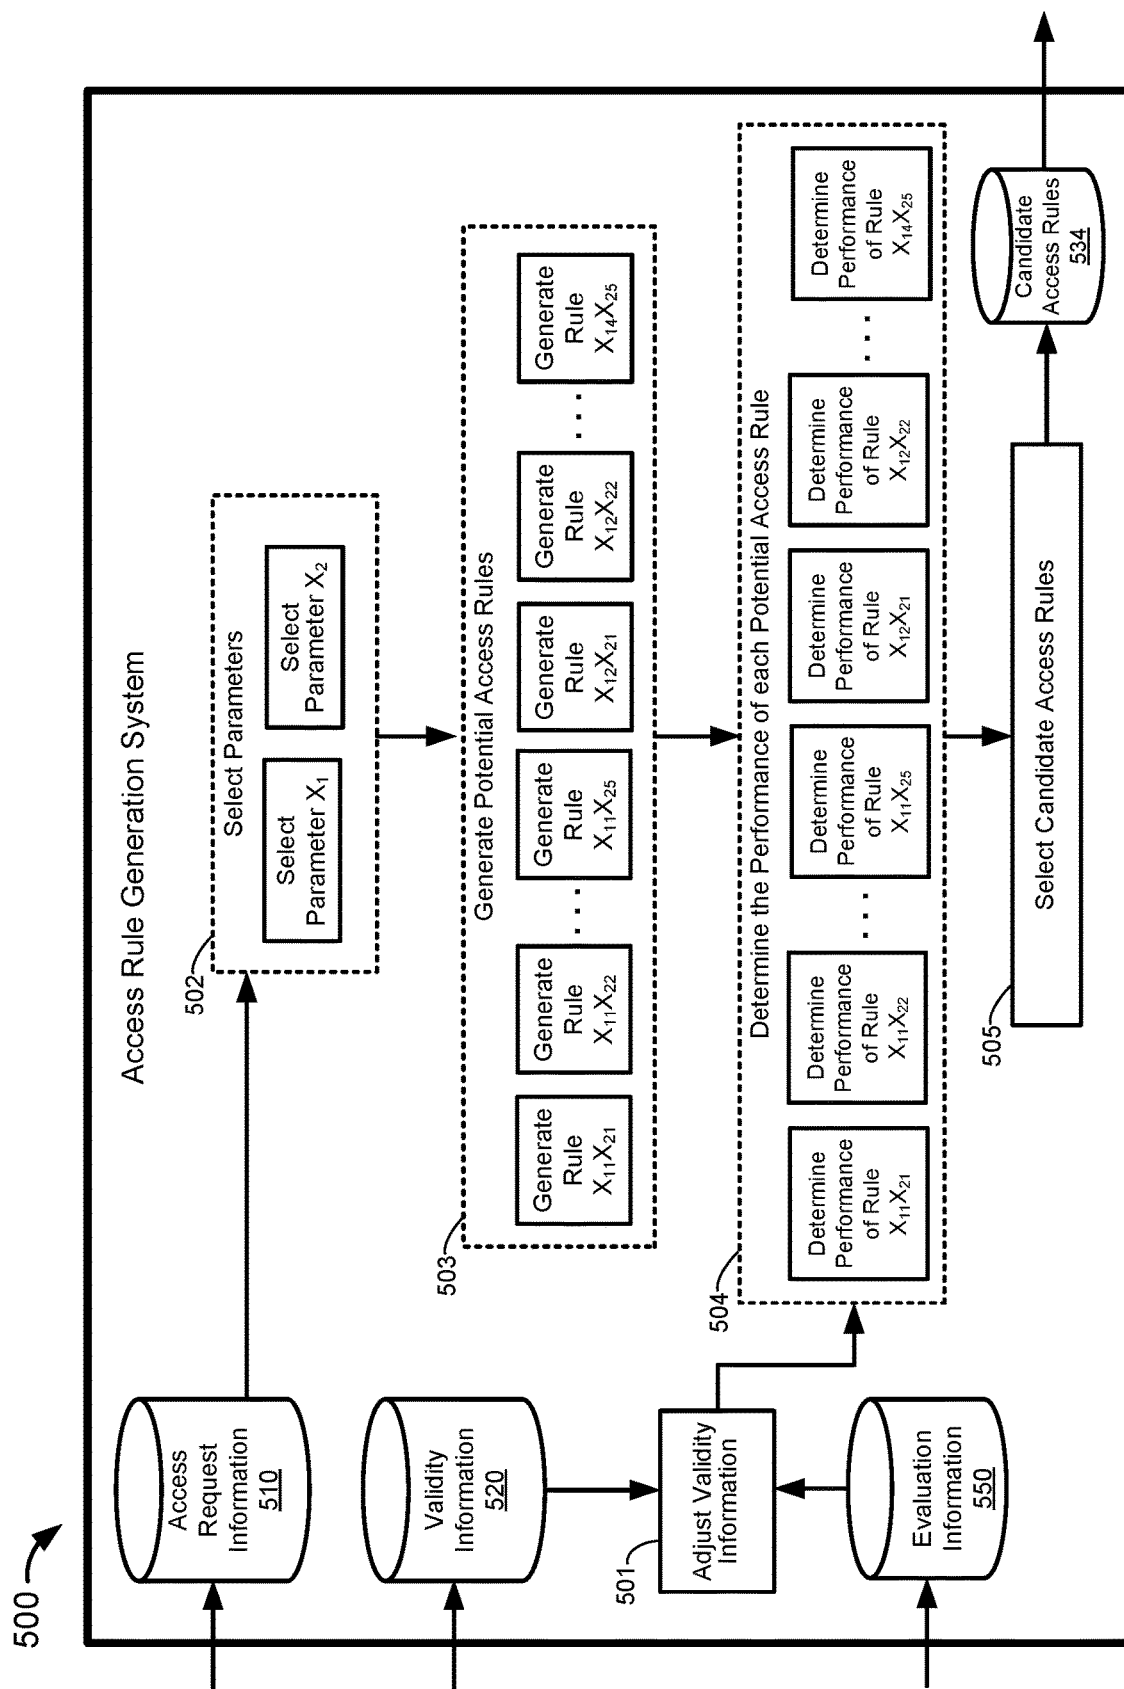 500
Access Rule Generation System
Access
Request
Information
510
Validity
Information
520
501
Adjust Validity
Information
Evaluation
Information
550
502
Select Parameters
Select
Parameter X₁
Select
Parameter X₂
503
Generate Potential Access Rules
Generate
Rule
X₁₁X₂₁
Generate
Rule
X₁₁X₂₂
. . .
Generate
Rule
X₁₁X₂₅
Generate
Rule
X₁₂X₂₁
Generate
Rule
X₁₂X₂₂
. . .
Generate
Rule
X₁₄X₂₅
504
Determine the Performance of each Potential Access Rule
Determine
Performance
of Rule
X₁₁X₂₁
Determine
Performance
of Rule
X₁₁X₂₂
. . .
Determine
Performance
of Rule
X₁₁X₂₅
Determine
Performance
of Rule
X₁₂X₂₁
Determine
Performance
of Rule
X₁₂X₂₂
. . .
Determine
Performance
of Rule
X₁₄X₂₅
505
Select Candidate Access Rules
Candidate
Access Rules
534